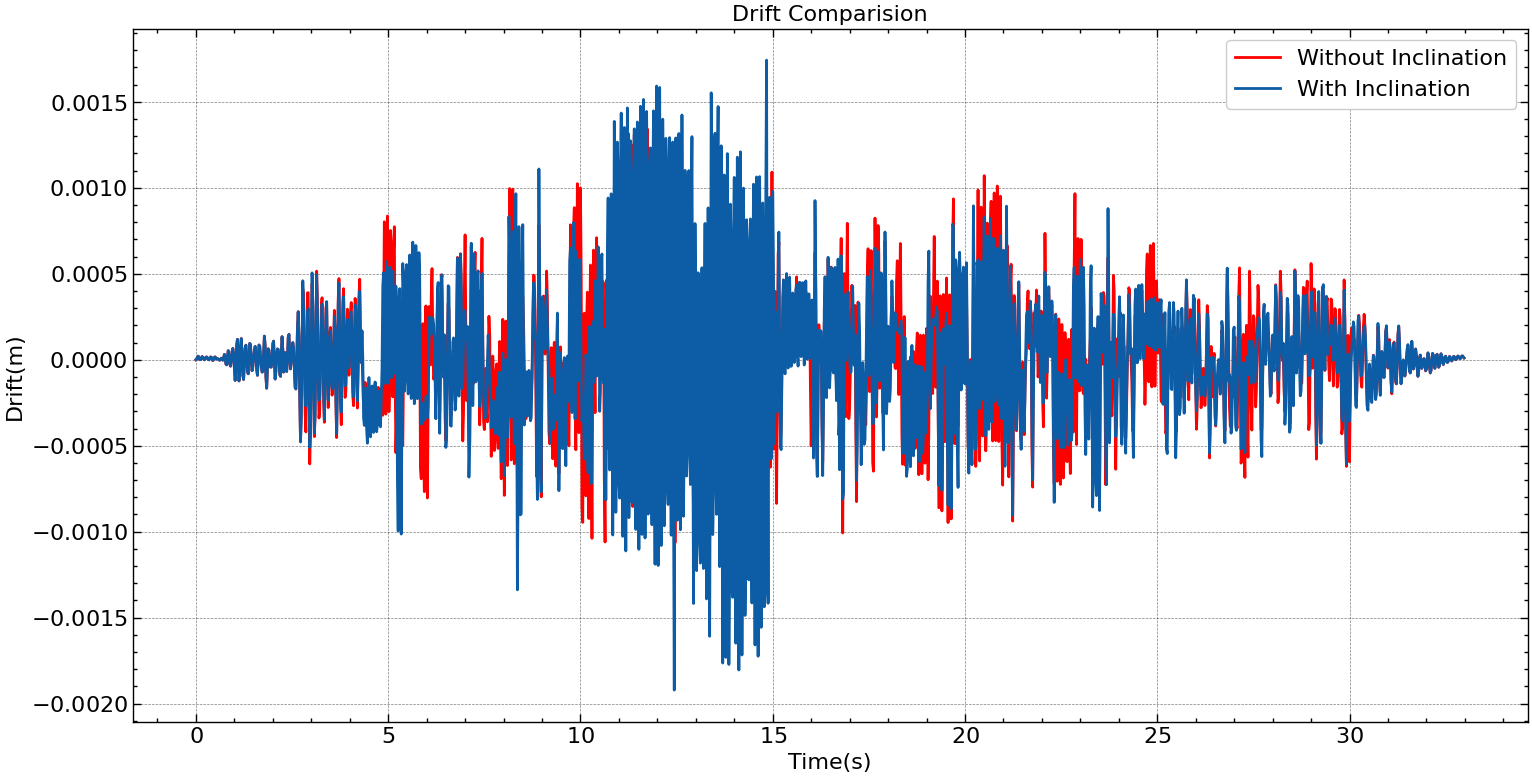 Drift Comparision
Without Inclination
With Inclination
0.0015
0.0010
0.0005
0.0000
−0.0005
−0.0010
−0.0015
−0.0020
Drift(m)
0 5 10 15 20 25 30
Time(s)